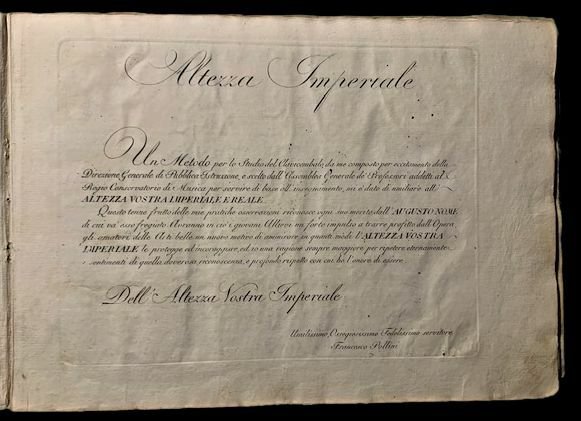 Altezza Imperiale
Un Metodo per lo Studio del Clavicembalo, da me composto per eccitamento della
Direzione Generale di Pubblica Istruzione, e scelto dall'Assemblea Generale de' Professori addetti al
Regio Conservatorio di Musica per servire di base all'insegnamento, mi è dato di umiliare all'
ALTEZZA VOSTRA IMPERIALE E REALE.
Questo tenue frutto delle mie pratiche osservazioni riconosce ogni suo merito dall'AUGUSTO NOME
di cui va esso fregiato. Avranno in ciò i giovani Allievi un forte impulso a trarre profitto dall'Opera
gli amatori delle Arti belle un nuovo motivo di ammirare in quanti modi l'ALTEZZA VOSTRA
IMPERIALE le protegge ed incoraggisce, ed io una ragione sempre maggiore per ripetere eternamente
i sentimenti di quella doverosa riconoscenza, e profondo rispetto con cui ho l'onore di essere
Dell'Altezza Vostra Imperiale
Umilissimo, Ossequiosissimo Fedelissimo servitore
Francesco Pollini